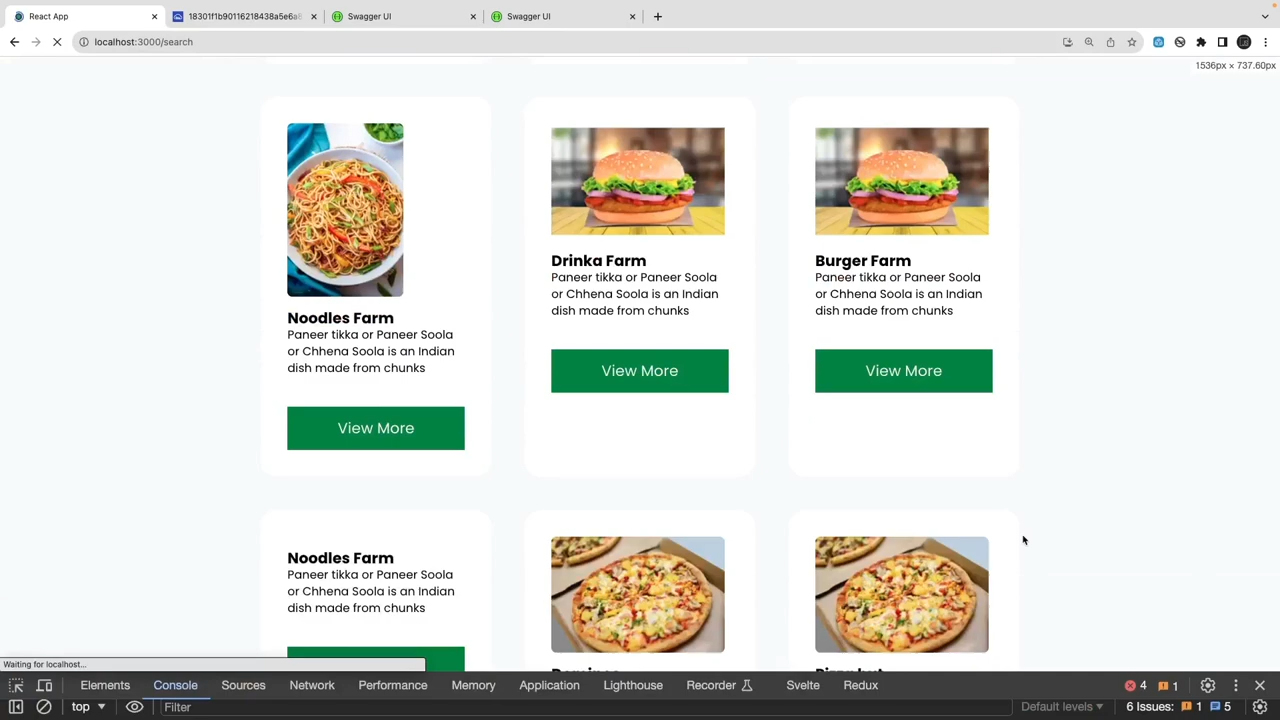 React App
18301f1b90116218438a5e6a8
Swagger UI
Swagger UI
localhost:3000/search
1536px × 737.60px
Noodles Farm
Paneer tikka or Paneer Soola
or Chhena Soola is an Indian
dish made from chunks
View More
Drinka Farm
Paneer tikka or Paneer Soola
or Chhena Soola is an Indian
dish made from chunks
View More
Burger Farm
Paneer tikka or Paneer Soola
or Chhena Soola is an Indian
dish made from chunks
View More
Noodles Farm
Paneer tikka or Paneer Soola
or Chhena Soola is an Indian
dish made from chunks
Waiting for localhost...
Elements Console Sources Network Performance Memory Application Lighthouse Recorder Svelte Redux 4 1
top Filter Default levels 6 Issues: 1 5